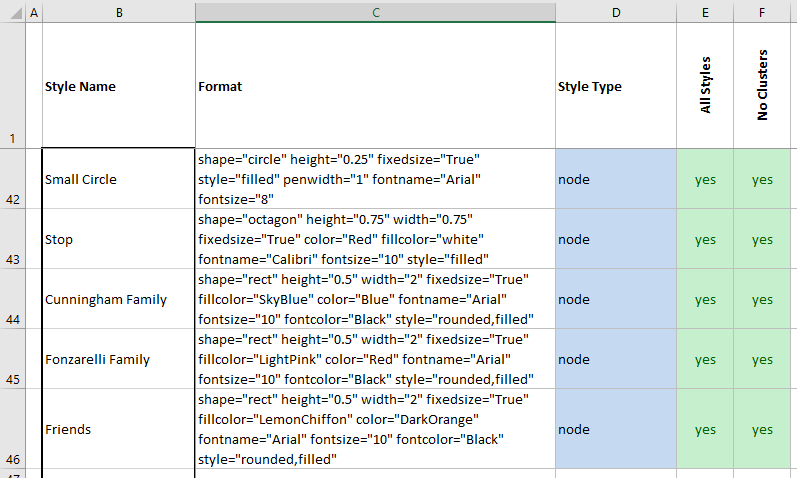 A B C D E F
1 Style Name Format Style Type All Styles No Clusters
shape="circle" height="0.25" fixedsize="True"
Small Circle style="filled" penwidth="1" fontname="Arial" node yes yes
42 fontsize="8"
shape="octagon" height="0.75" width="0.75"
Stop fixedsize="True" color="Red" fillcolor="white" node yes yes
43 fontname="Calibri" fontsize="10" style="filled"
shape="rect" height="0.5" width="2" fixedsize="True"
Cunningham Family fillcolor="SkyBlue" color="Blue" fontname="Arial" node yes yes
44 fontsize="10" fontcolor="Black" style="rounded,filled"
shape="rect" height="0.5" width="2" fixedsize="True"
Fonzarelli Family fillcolor="LightPink" color="Red" fontname="Arial" node yes yes
45 fontsize="10" fontcolor="Black" style="rounded,filled"
shape="rect" height="0.5" width="2" fixedsize="True"
fillcolor="LemonChiffon" color="DarkOrange"
Friends node yes yes
fontname="Arial" fontsize="10" fontcolor="Black"
46 style="rounded,filled"